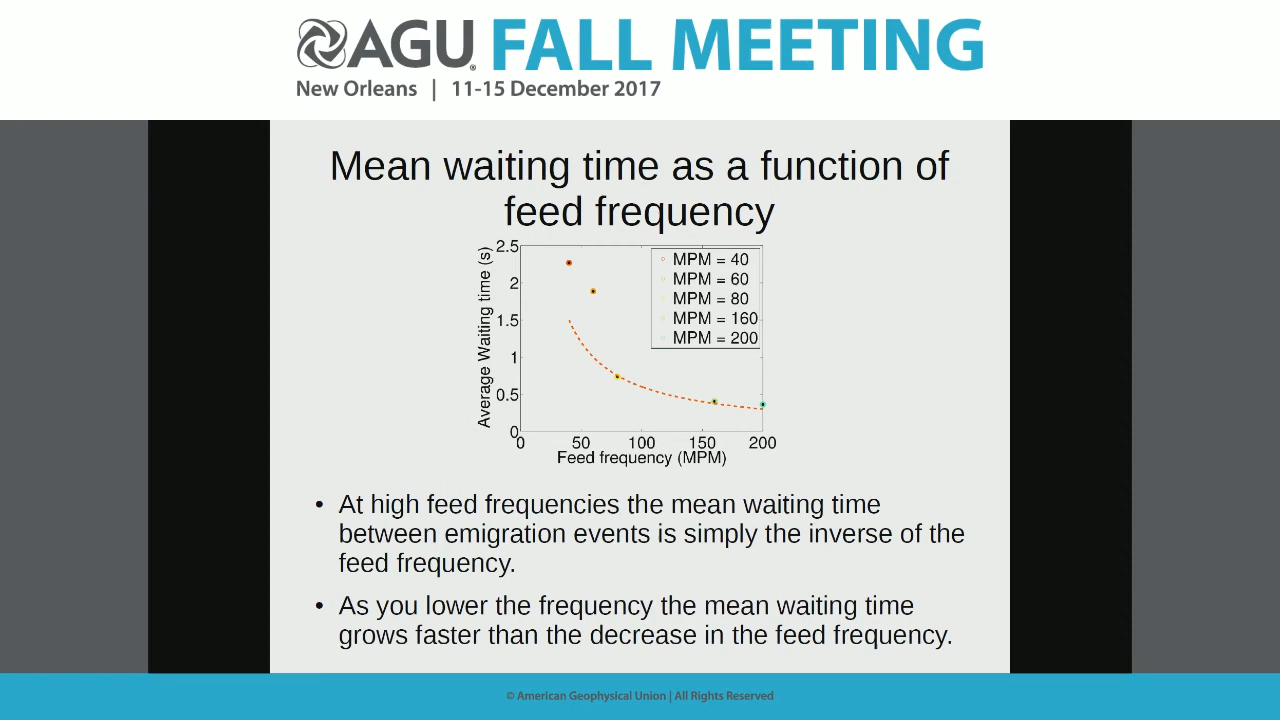 AGU FALL MEETING
New Orleans | 11-15 December 2017
Mean waiting time as a function of
feed frequency
Average Waiting time (s)
2.5
2
1.5
1
0.5
0
MPM = 40
MPM = 60
MPM = 80
MPM = 160
MPM = 200
0 50 100 150 200
Feed frequency (MPM)
• At high feed frequencies the mean waiting time
between emigration events is simply the inverse of the
feed frequency.
• As you lower the frequency the mean waiting time
grows faster than the decrease in the feed frequency.
© American Geophysical Union | All Rights Reserved